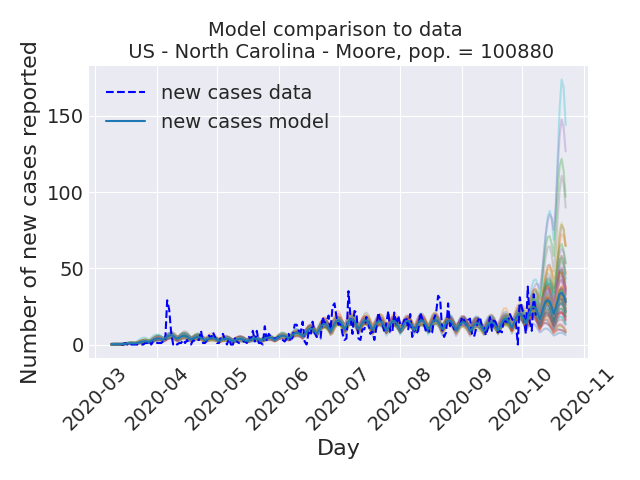 Model comparison to data
US - North Carolina - Moore, pop. = 100880
Number of new cases reported
new cases data
new cases model
150
100
50
0
2020-03
2020-04
2020-05
2020-06
2020-07
2020-08
2020-09
2020-10
2020-11
Day